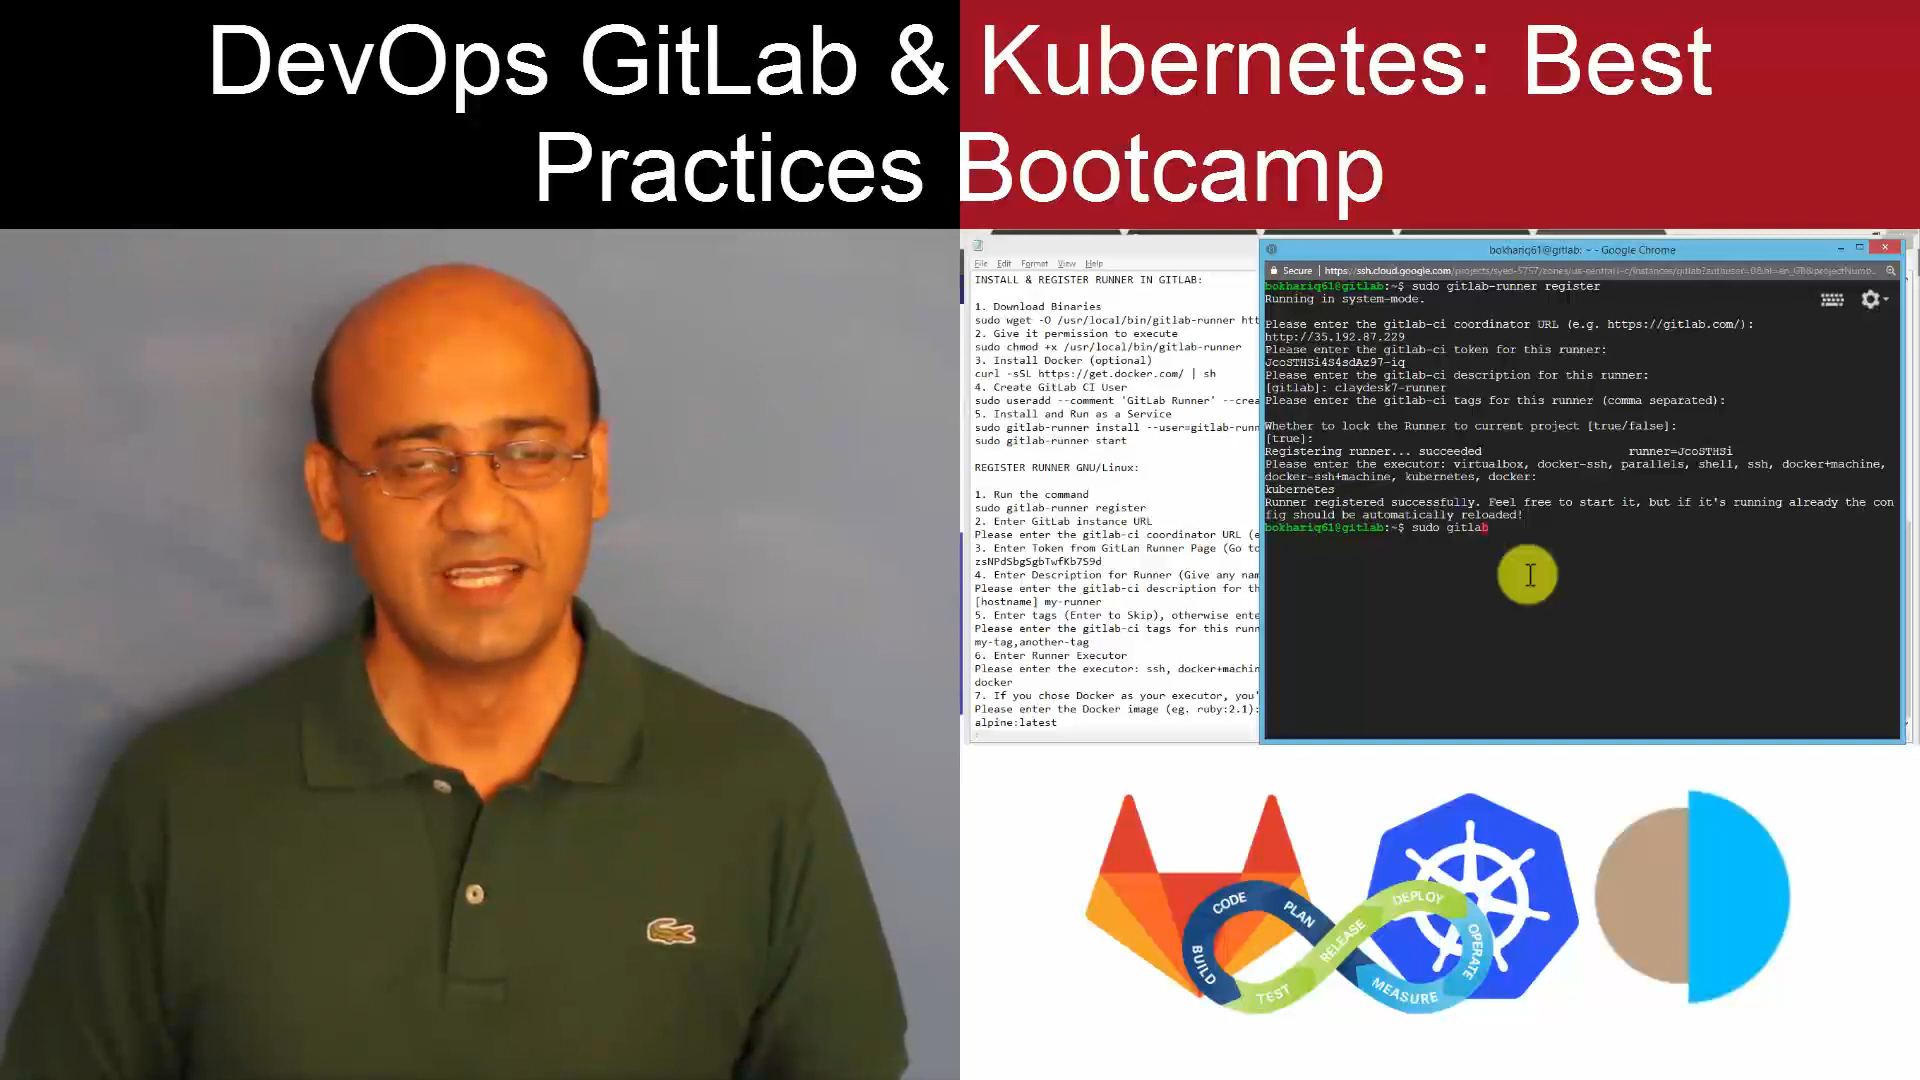 DevOps GitLab & Kubernetes: Best
Practices Bootcamp
File Edit Format View Help
INSTALL & REGISTER RUNNER IN GITLAB:
1. Download Binaries
sudo wget -O /usr/local/bin/gitlab-runner htt
2. Give it permission to execute
sudo chmod +x /usr/local/bin/gitlab-runner
3. Install Docker (optional)
curl -sSL https://get.docker.com/ | sh
4. Create GitLab CI User
sudo useradd --comment 'GitLab Runner' --crea
5. Install and Run as a Service
sudo gitlab-runner install --user=gitlab-runn
sudo gitlab-runner start
REGISTER RUNNER GNU/Linux:
1. Run the command
sudo gitlab-runner register
2. Enter GitLab instance URL
Please enter the gitlab-ci coordinator URL (e
3. Enter Token from GitLan Runner Page (Go to
4. Enter Description for Runner (Give any nam
Please enter the gitlab-ci description for th
[hostname] my-runner
5. Enter tags (Enter to Skip), otherwise ente
Please enter the gitlab-ci tags for this runn
my-tag,another-tag
6. Enter Runner Executor
Please enter the executor: ssh, docker+machin
docker
7. If you chose Docker as your executor, you'
Please enter the Docker image (eg. ruby:2.1):
alpine:latest
bokhariq61@gitlab: ~ - Google Chrome
Secure https://ssh.cloud.google.com
bokhariq61@gitlab:~$ sudo gitlab-runner register
Running in system-mode.
Please enter the gitlab-ci coordinator URL (e.g. https://gitlab.com/):
http://35.192.87.229
Please enter the gitlab-ci token for this runner:
JcoSTHSi4S4sdAz97-iq
Please enter the gitlab-ci description for this runner:
[gitlab]: claydesk7-runner
Please enter the gitlab-ci tags for this runner (comma separated):
Whether to lock the Runner to current project [true/false]:
[true]:
Registering runner... succeeded runner=JcoSTHSi
Please enter the executor: virtualbox, docker-ssh, parallels, shell, ssh, docker+machine,
docker-ssh+machine, kubernetes, docker:
kubernetes
Runner registered successfully. Feel free to start it, but if it's running already the con
fig should be automatically reloaded!
bokhariq61@gitlab:~$ sudo gitlab
CODE
PLAN
RELEASE
DEPLOY
OPERATE
MEASURE
TEST
BUILD